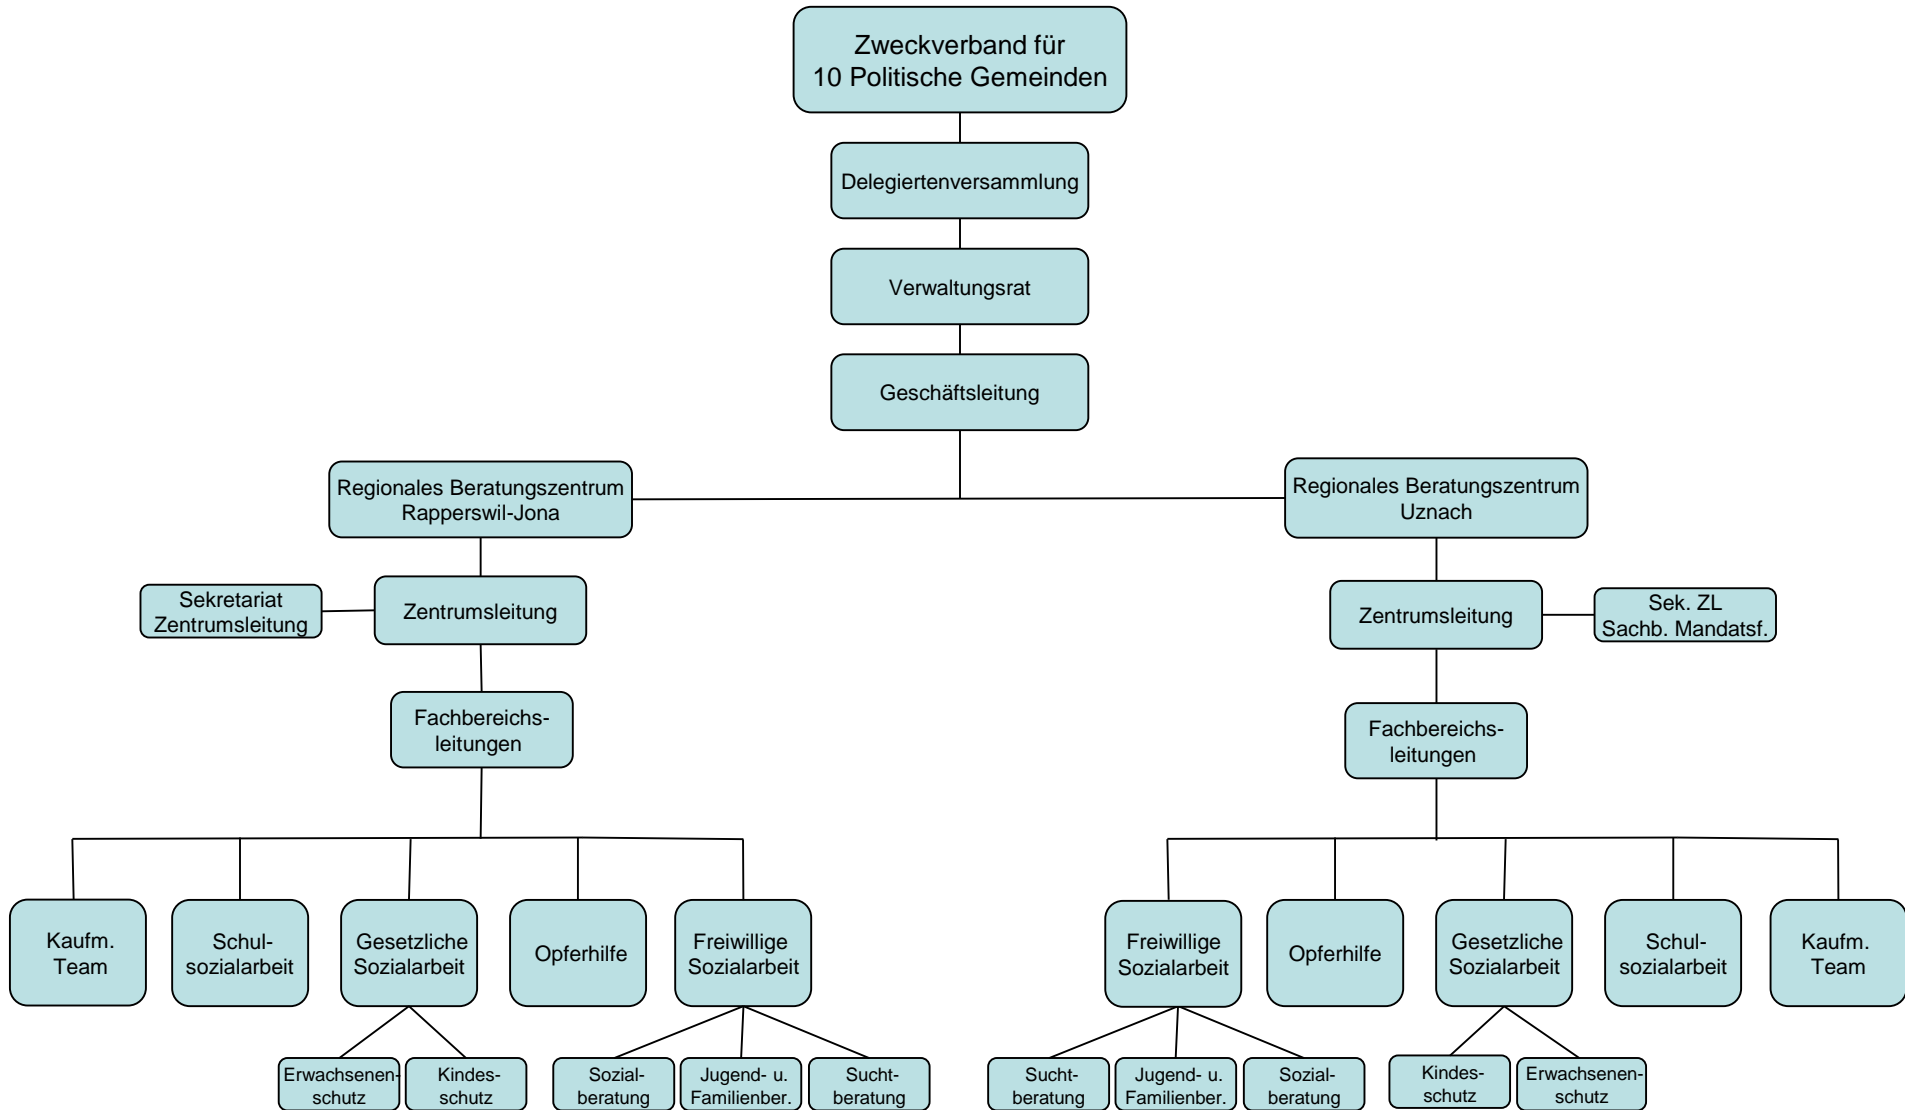 Zweckverband für
10 Politische Gemeinden
Delegiertenversammlung
Verwaltungsrat
Geschäftsleitung
Regionales Beratungszentrum
Rapperswil-Jona
Regionales Beratungszentrum
Uznach
Sekretariat
Zentrumsleitung
Zentrumsleitung
Zentrumsleitung
Sek. ZL
Sachb. Mandatsf.
Fachbereichs-
leitungen
Fachbereichs-
leitungen
Kaufm.
Team
Schul-
sozialarbeit
Gesetzliche
Sozialarbeit
Opferhilfe
Freiwillige
Sozialarbeit
Freiwillige
Sozialarbeit
Opferhilfe
Gesetzliche
Sozialarbeit
Schul-
sozialarbeit
Kaufm.
Team
Erwachsenen-
schutz
Kindes-
schutz
Sozial-
beratung
Jugend- u.
Familienber.
Sucht-
beratung
Sucht-
beratung
Jugend- u.
Familienber.
Sozial-
beratung
Kindes-
schutz
Erwachsenen-
schutz